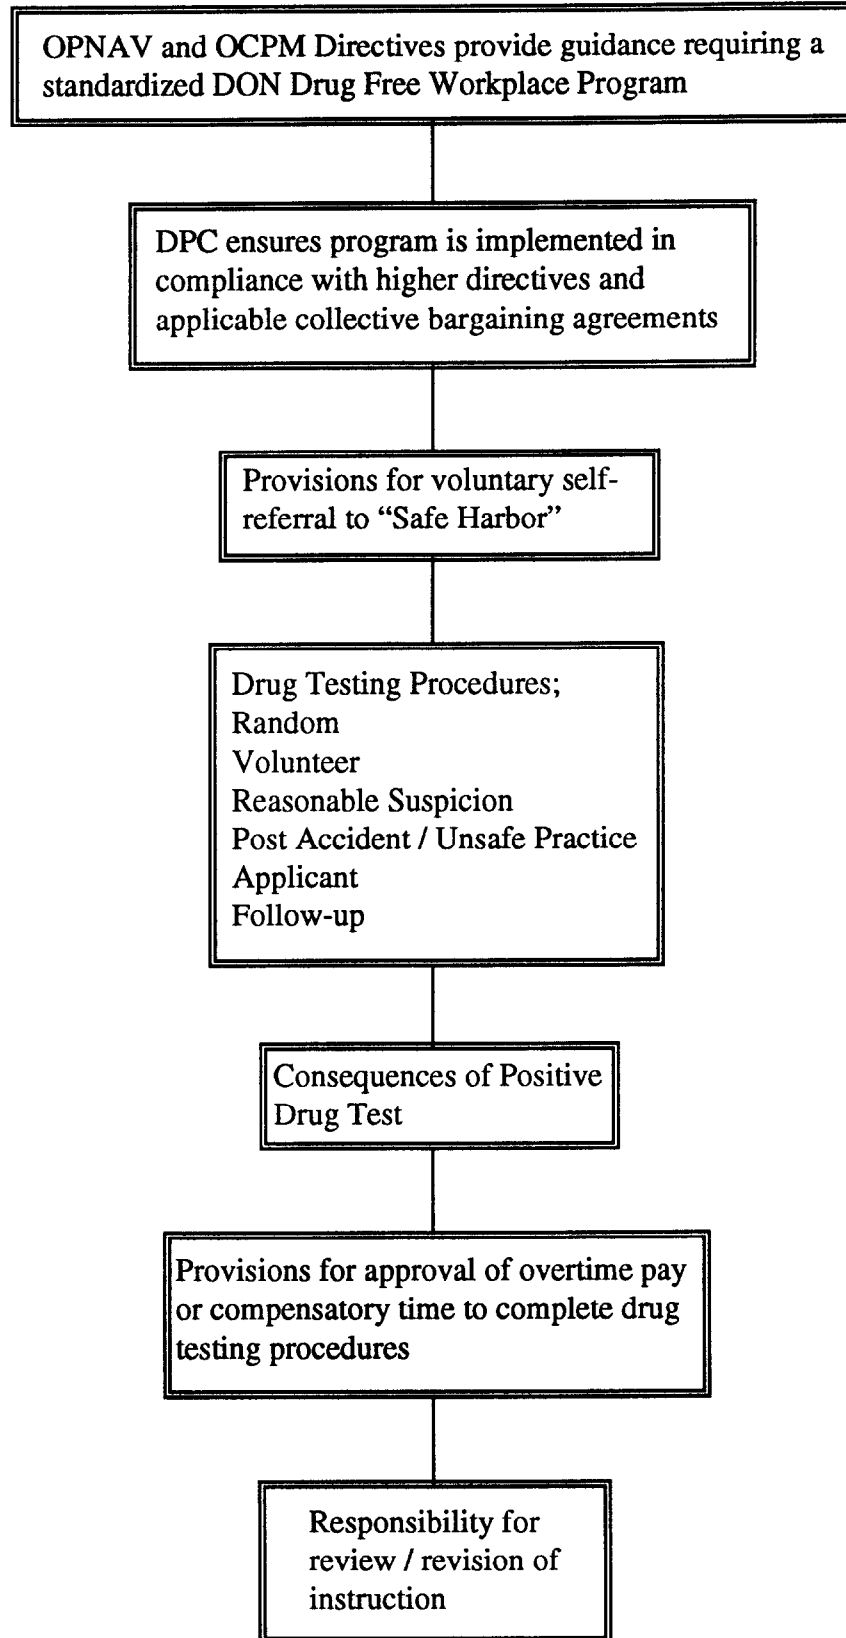 OPNAV and OCPM Directives provide guidance requiring a
standardized DON Drug Free Workplace Program
DPC ensures program is implemented in
compliance with higher directives and
applicable collective bargaining agreements
Provisions for voluntary self-
referral to “Safe Harbor”
Drug Testing Procedures;
Random
Volunteer
Reasonable Suspicion
Post Accident / Unsafe Practice
Applicant
Follow-up
Consequences of Positive
Drug Test
Provisions for approval of overtime pay
or compensatory time to complete drug
testing procedures
Responsibility for
review / revision of
instruction